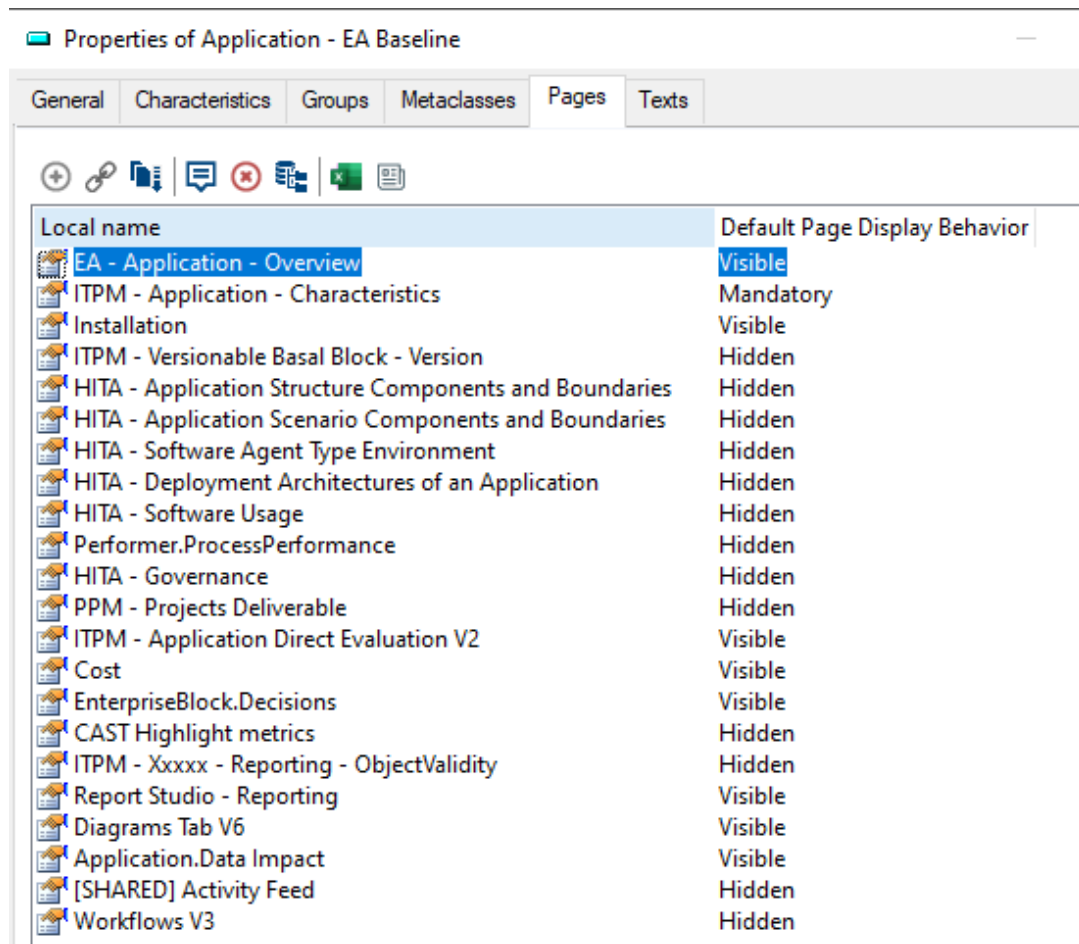 Properties of Application - EA Baseline
General Characteristics Groups Metaclasses Pages Texts
Local name Default Page Display Behavior
EA - Application - Overview Visible
ITPM - Application - Characteristics Mandatory
Installation Visible
ITPM - Versionable Basal Block - Version Hidden
HITA - Application Structure Components and Boundaries Hidden
HITA - Application Scenario Components and Boundaries Hidden
HITA - Software Agent Type Environment Hidden
HITA - Deployment Architectures of an Application Hidden
HITA - Software Usage Hidden
Performer.ProcessPerformance Hidden
HITA - Governance Hidden
PPM - Projects Deliverable Hidden
ITPM - Application Direct Evaluation V2 Visible
Cost Visible
EnterpriseBlock.Decisions Visible
CAST Highlight metrics Hidden
ITPM - Xxxxx - Reporting - ObjectValidity Hidden
Report Studio - Reporting Visible
Diagrams Tab V6 Visible
Application.Data Impact Visible
[SHARED] Activity Feed Hidden
Workflows V3 Hidden